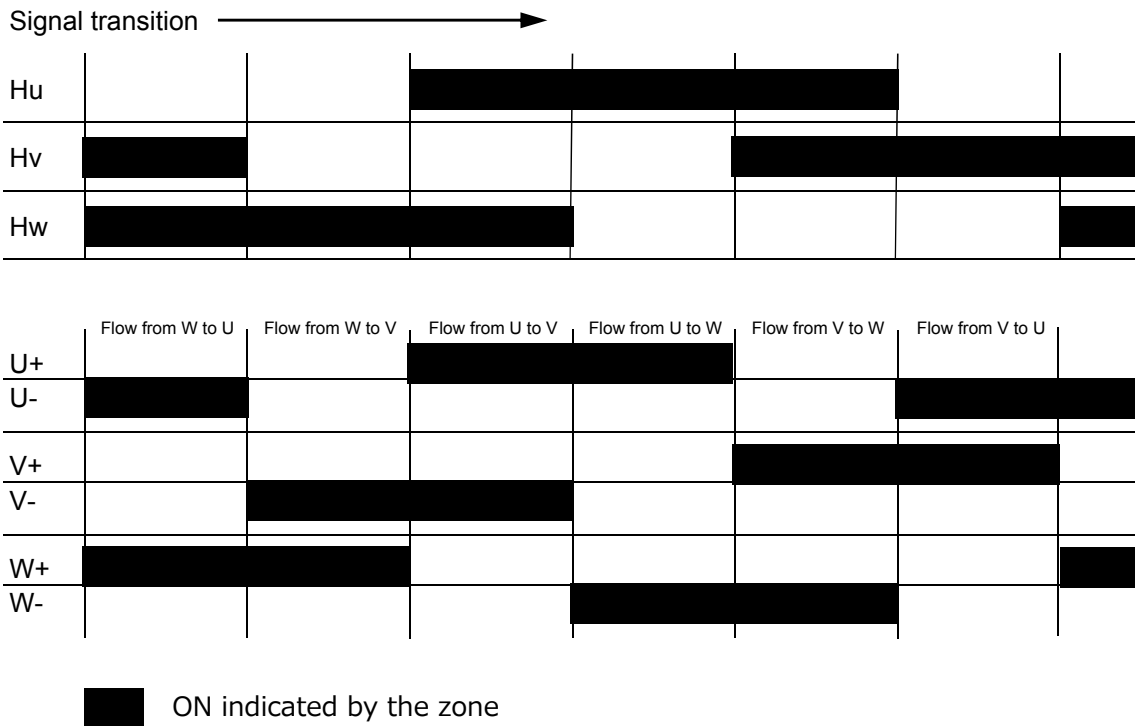 Signal transition
Hu
Hv
Hw
Flow from W to U Flow from W to V Flow from U to V Flow from U to W Flow from V to W Flow from V to U
U+
U-
V+
V-
W+
W-
ON indicated by the zone